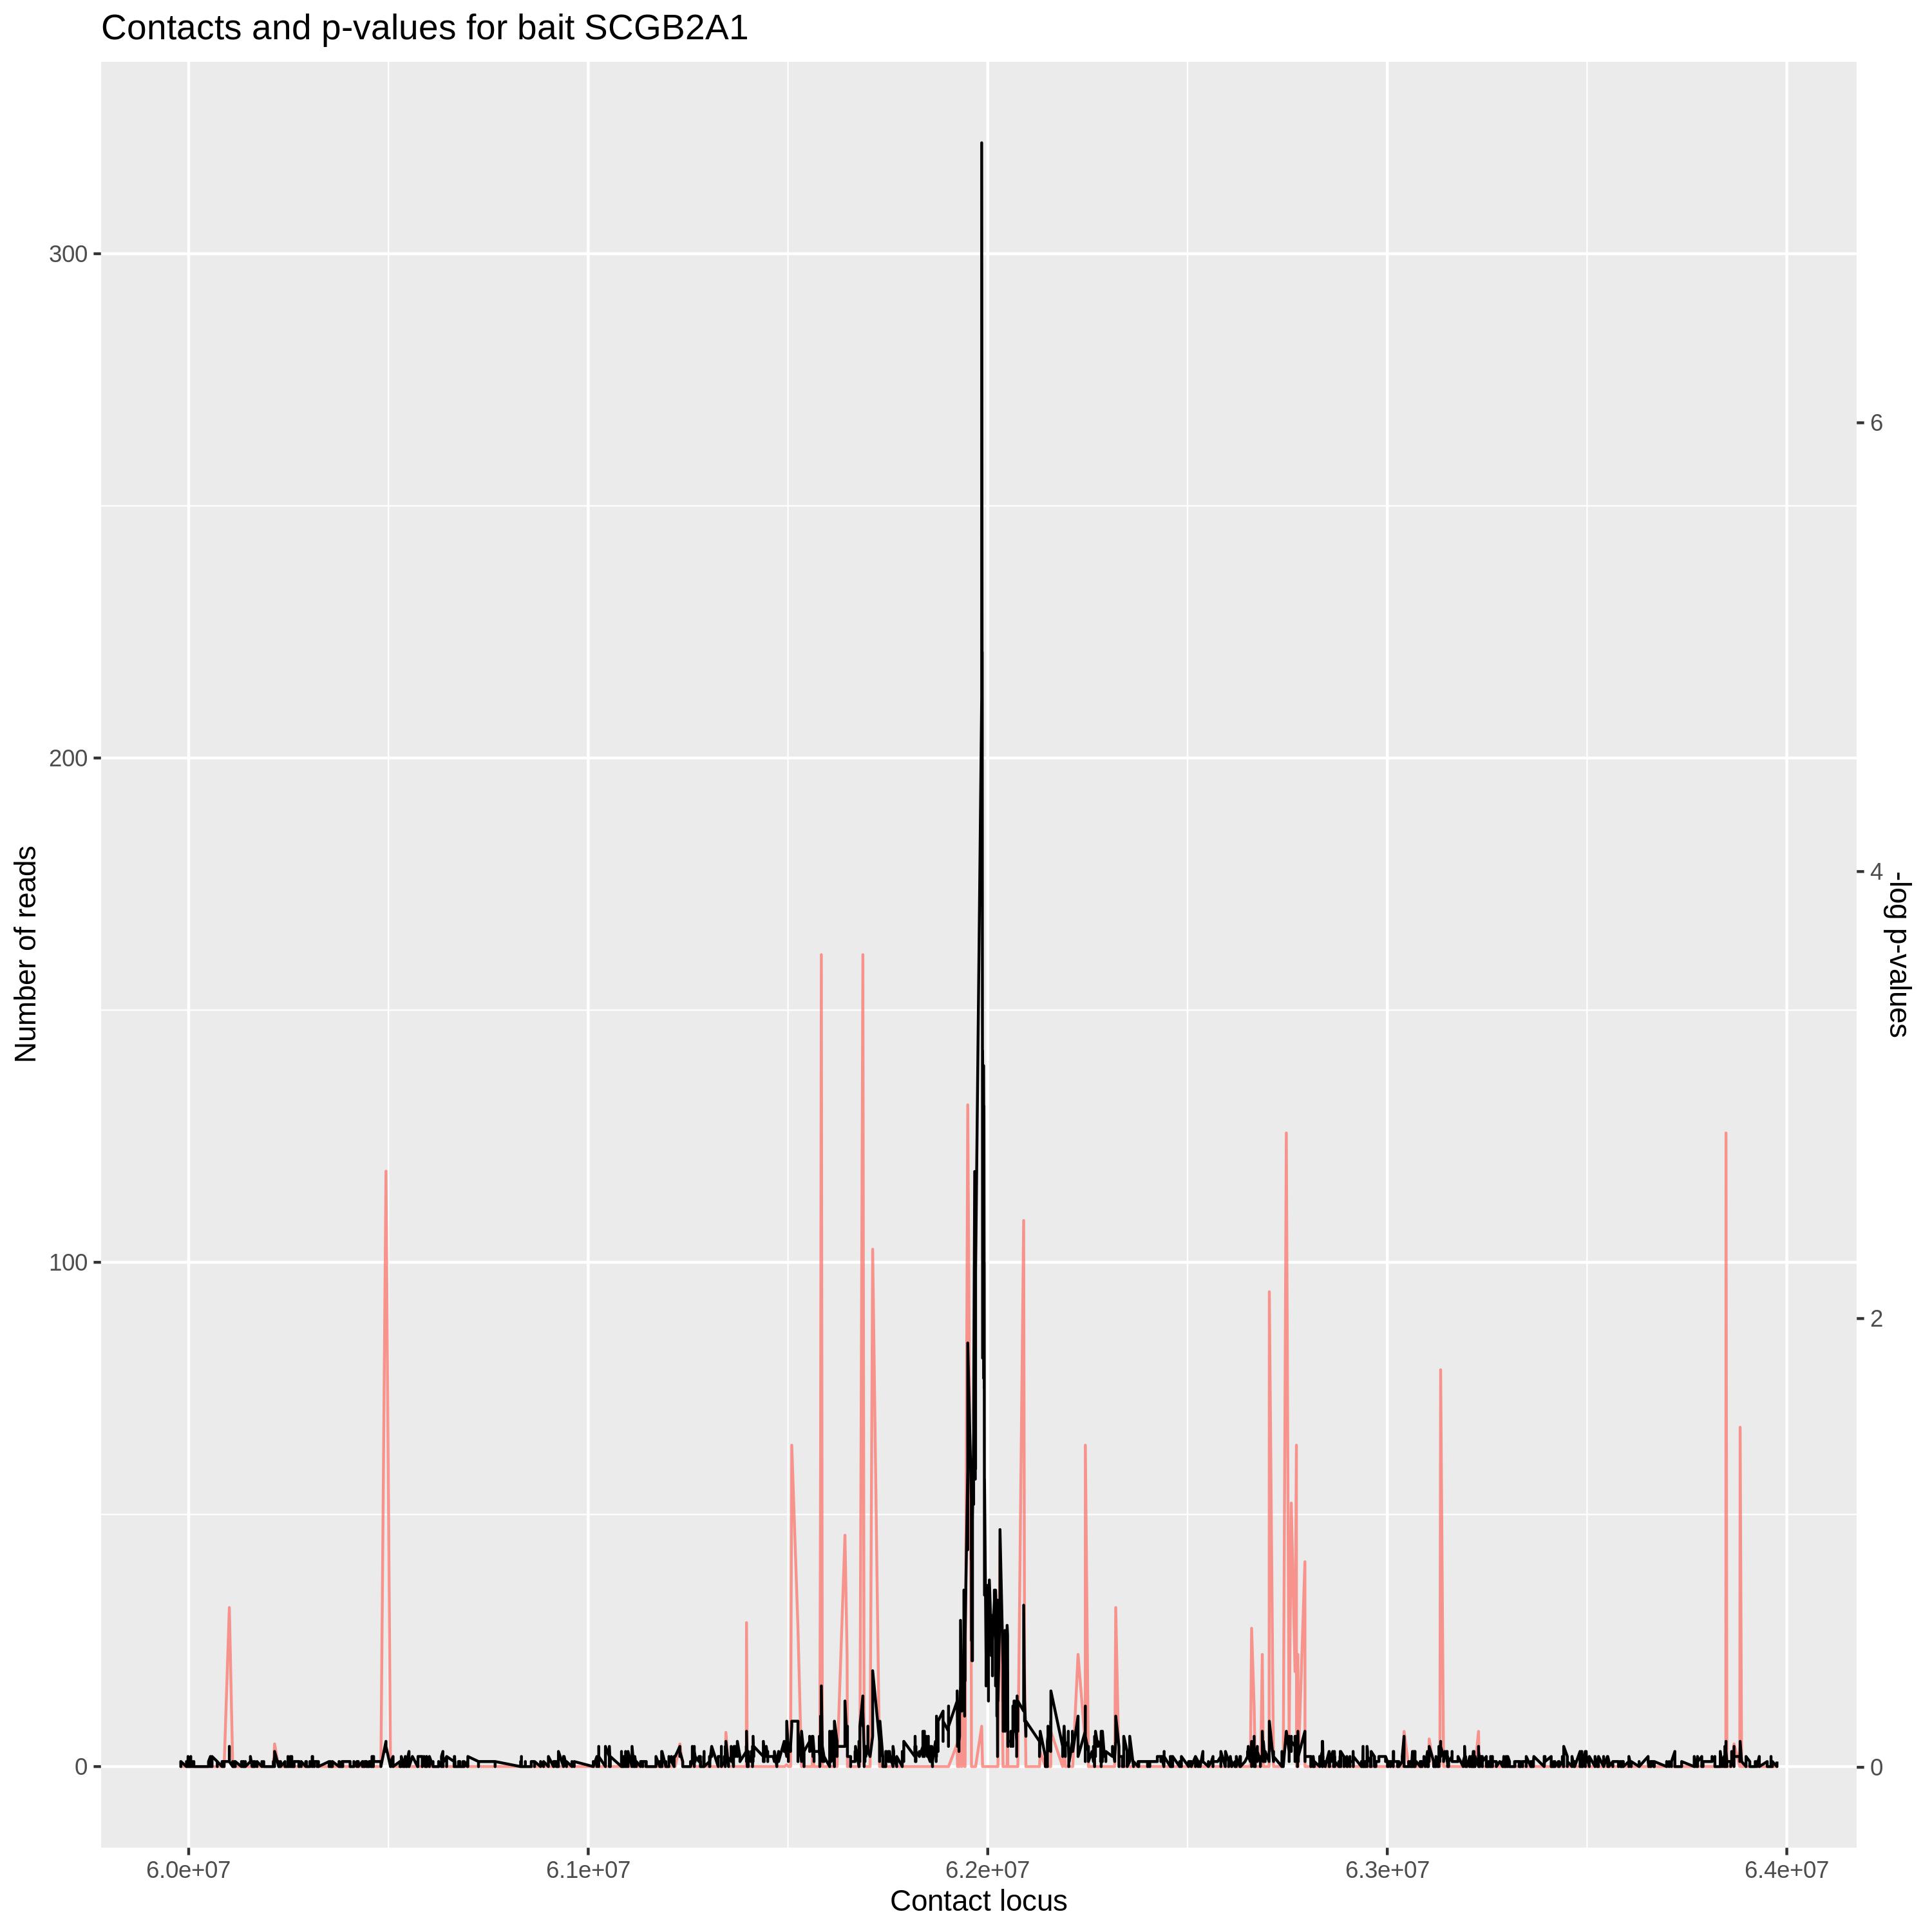 Contacts and p-values for bait SCGB2A1
300
200
100
0
Number of reads
6
4
2
0
-log p-values
6.0e+07
6.1e+07
6.2e+07
6.3e+07
6.4e+07
Contact locus